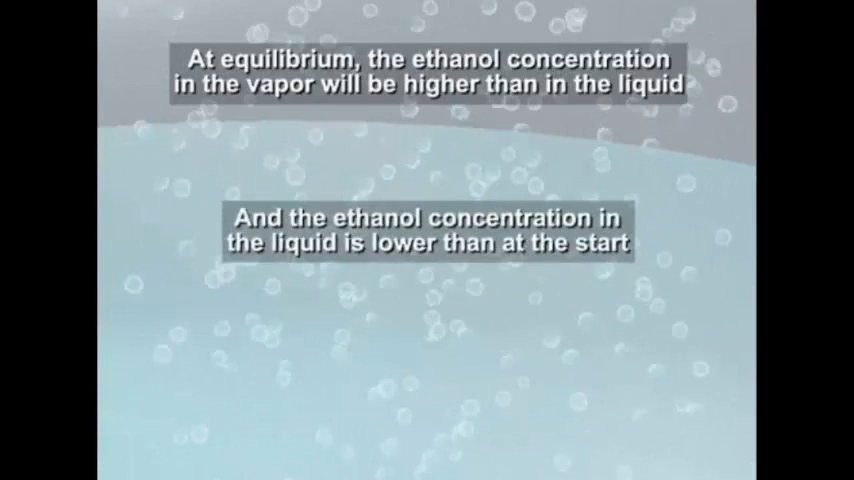 At equilibrium, the ethanol concentration
in the vapor will be higher than in the liquid
And the ethanol concentration in
the liquid is lower than at the start